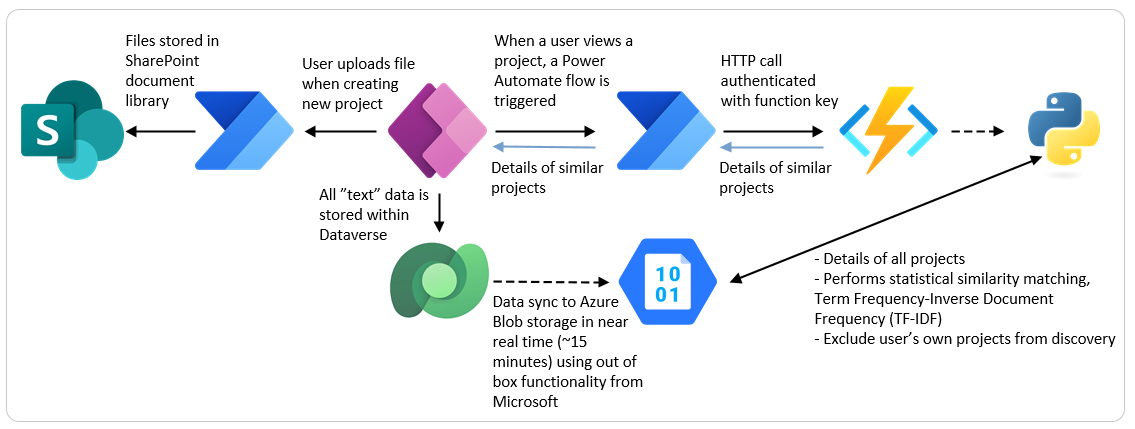 Files stored in
SharePoint
document
library
User uploads file
when creating
new project
When a user views a
project, a Power
Automate flow is
triggered
HTTP call
authenticated
with function key
S
Details of similar
projects
Details of similar
projects
All ”text” data is
stored within
Dataverse
10
01
Data sync to Azure
Blob storage in near
real time (~15
minutes) using out of
box functionality from
Microsoft
- Details of all projects
- Performs statistical similarity matching,
Term Frequency-Inverse Document
Frequency (TF-IDF)
- Exclude user’s own projects from discovery